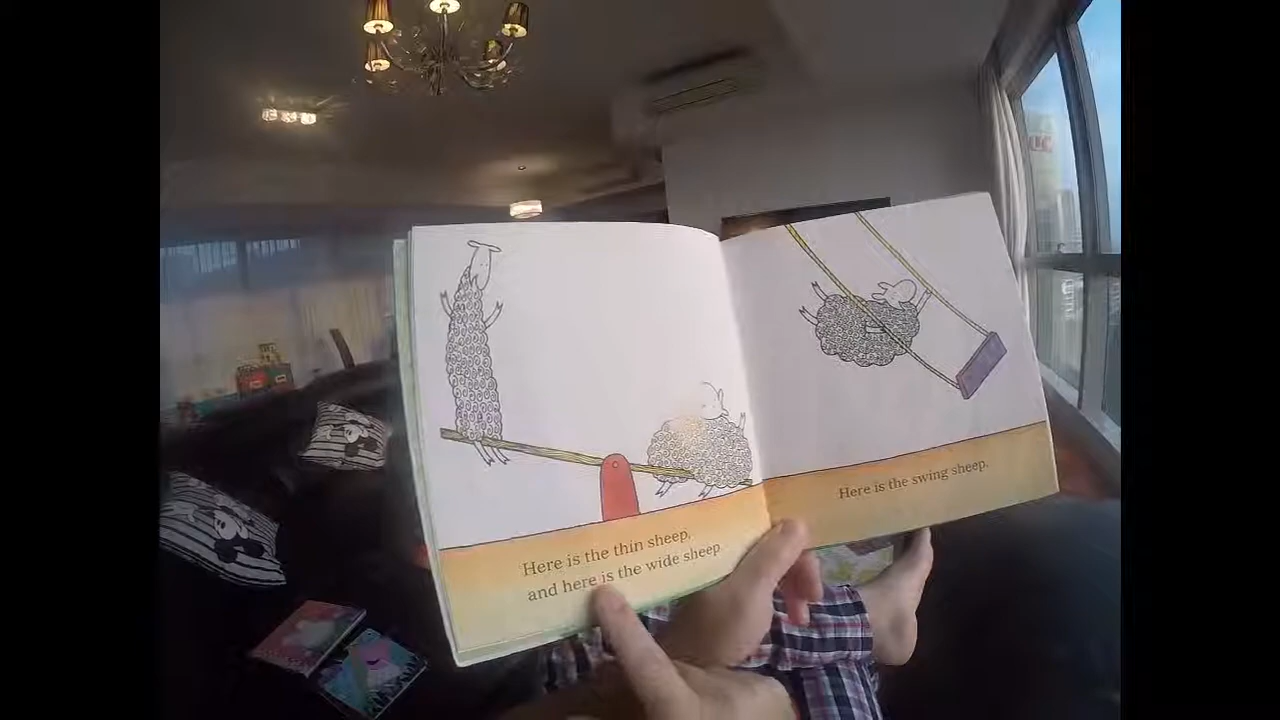 Here is the thin sheep,
and here is the wide sheep.
Here is the swing sheep.